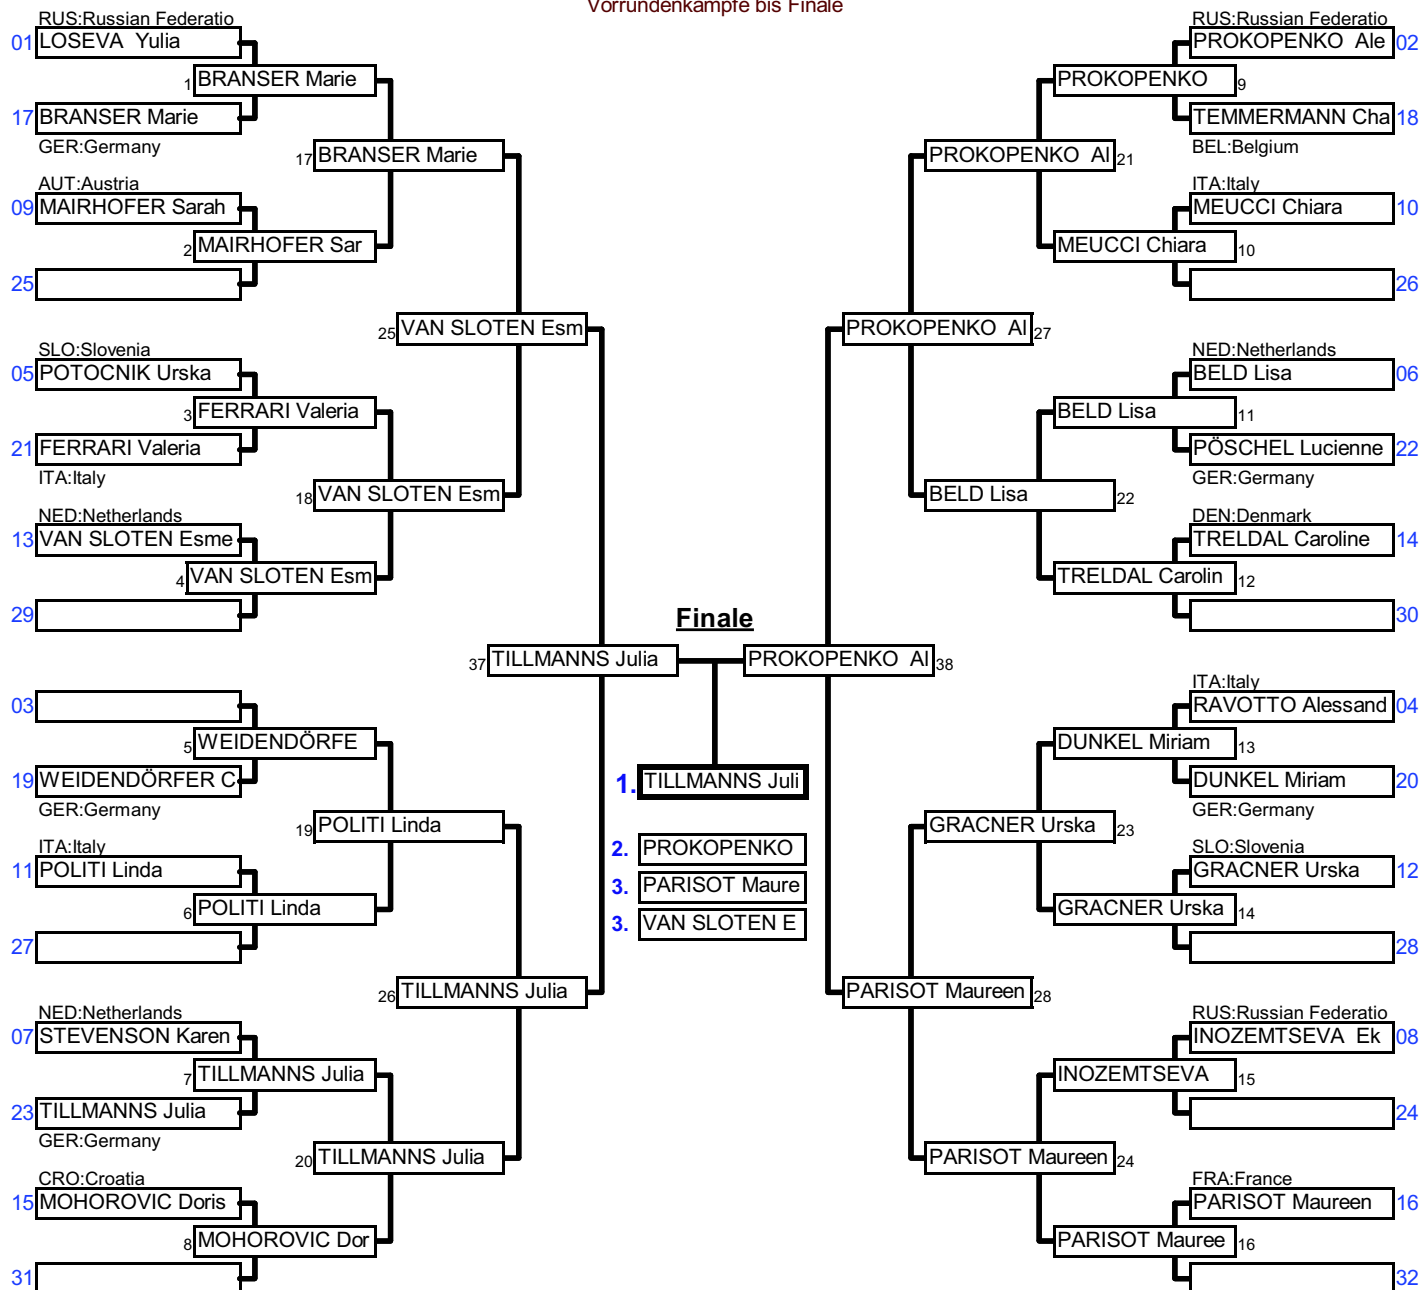 Vorrundenkämpfe bis Finale
RUS:Russian Federatio
01 LOSEVA Yulia
1 BRANSER Marie
17 BRANSER Marie
GER:Germany
17 BRANSER Marie
AUT:Austria
09 MAIRHOFER Sarah
2 MAIRHOFER Sar
25
25 VAN SLOTEN Esm
SLO:Slovenia
05 POTOCNIK Urska
3 FERRARI Valeria
21 FERRARI Valeria
ITA:Italy
18 VAN SLOTEN Esm
NED:Netherlands
13 VAN SLOTEN Esme
4 VAN SLOTEN Esm
29
37 TILLMANNS Julia
03
5 WEIDENDÖRFE
19 WEIDENDÖRFER C
GER:Germany
19 POLITI Linda
ITA:Italy
11 POLITI Linda
6 POLITI Linda
27
26 TILLMANNS Julia
NED:Netherlands
07 STEVENSON Karen
7 TILLMANNS Julia
23 TILLMANNS Julia
GER:Germany
20 TILLMANNS Julia
CRO:Croatia
15 MOHOROVIC Doris
8 MOHOROVIC Dor
31
Finale
1. TILLMANNS Juli
2. PROKOPENKO
3. PARISOT Maure
3. VAN SLOTEN E
RUS:Russian Federatio
PROKOPENKO Ale 02
PROKOPENKO 9
TEMMERMANN Cha 18
BEL:Belgium
PROKOPENKO Al 21
ITA:Italy
MEUCCI Chiara 10
MEUCCI Chiara 10
26
PROKOPENKO Al 27
NED:Netherlands
BELD Lisa 06
BELD Lisa 11
PÖSCHEL Lucienne 22
GER:Germany
BELD Lisa 22
DEN:Denmark
TRELDAL Caroline 14
TRELDAL Carolin 12
30
PROKOPENKO Al 38
ITA:Italy
RAVOTTO Alessand 04
DUNKEL Miriam 13
DUNKEL Miriam 20
GER:Germany
GRACNER Urska 23
SLO:Slovenia
GRACNER Urska 12
GRACNER Urska 14
28
PARISOT Maureen 28
RUS:Russian Federatio
INOZEMTSEVA Ek 08
INOZEMTSEVA 15
24
PARISOT Maureen 24
FRA:France
PARISOT Maureen 16
PARISOT Mauree 16
32